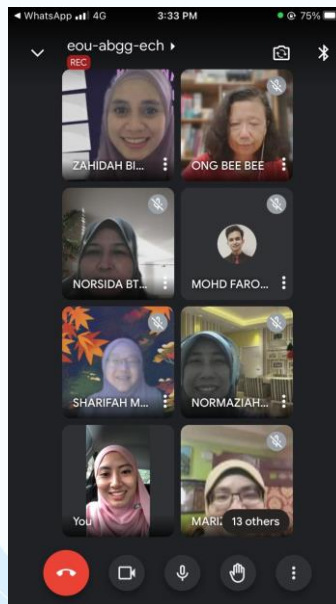 WhatsApp 4G 3:33 PM 75%
eou-abgg-ech
REC
ZAHIDAH BI...
ONG BEE BEE
NORSIDA BT...
MOHD FARO...
SHARIFAH M...
NORMAZIAH...
You
MARI
13 others